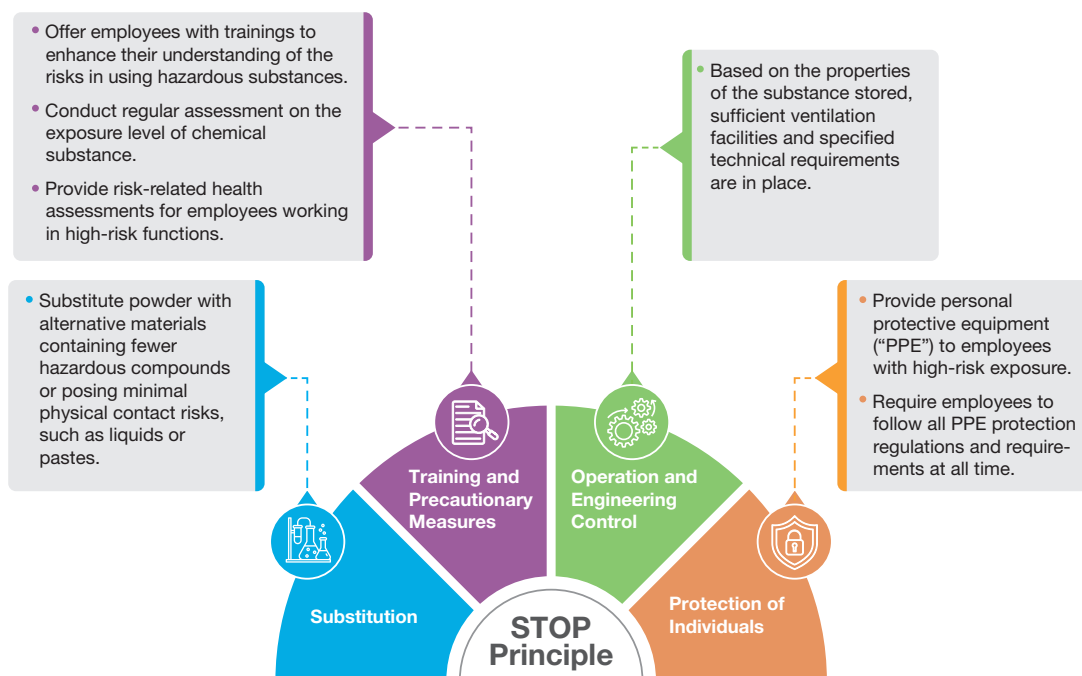 • Offer employees with trainings to
enhance their understanding of the
risks in using hazardous substances.
• Conduct regular assessment on the
exposure level of chemical
substance.
• Provide risk-related health
assessments for employees working
in high-risk functions.
• Based on the properties
of the substance stored,
sufficient ventilation
facilities and specified
technical requirements
are in place.
• Substitute powder with
alternative materials
containing fewer
hazardous compounds
or posing minimal
physical contact risks,
such as liquids or
pastes.
• Provide personal
protective equipment
(“PPE”) to employees
with high-risk exposure.
• Require employees to
follow all PPE protection
regulations and require-
ments at all time.
Substitution
Training and
Precautionary
Measures
Operation and
Engineering
Control
Protection of
Individuals
STOP
Principle